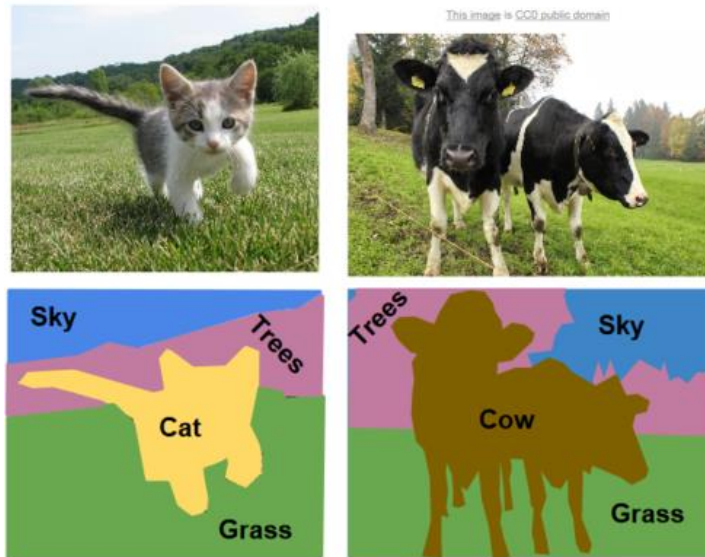 This image is CC0 public domain
Sky
Trees
Cat
Grass
Trees
Sky
Cow
Grass